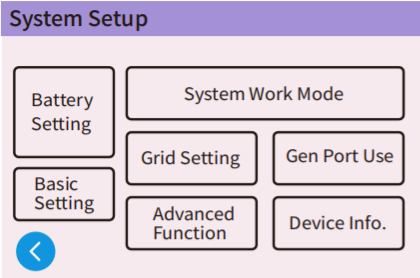 System Setup
Battery
Setting
System Work Mode
Grid Setting
Gen Port Use
Basic
Setting
Advanced
Function
Device Info.